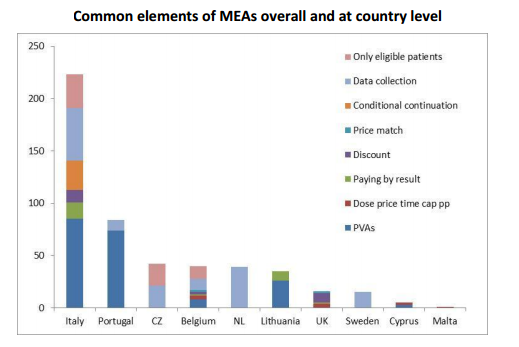 Common elements of MEAs overall and at country level
250
200
150
100
50
0
Only eligible patients
Data collection
Conditional continuation
Price match
Discount
Paying by result
Dose price time cap pp
PVAs
Italy Portugal CZ Belgium NL Lithuania UK Sweden Cyprus Malta